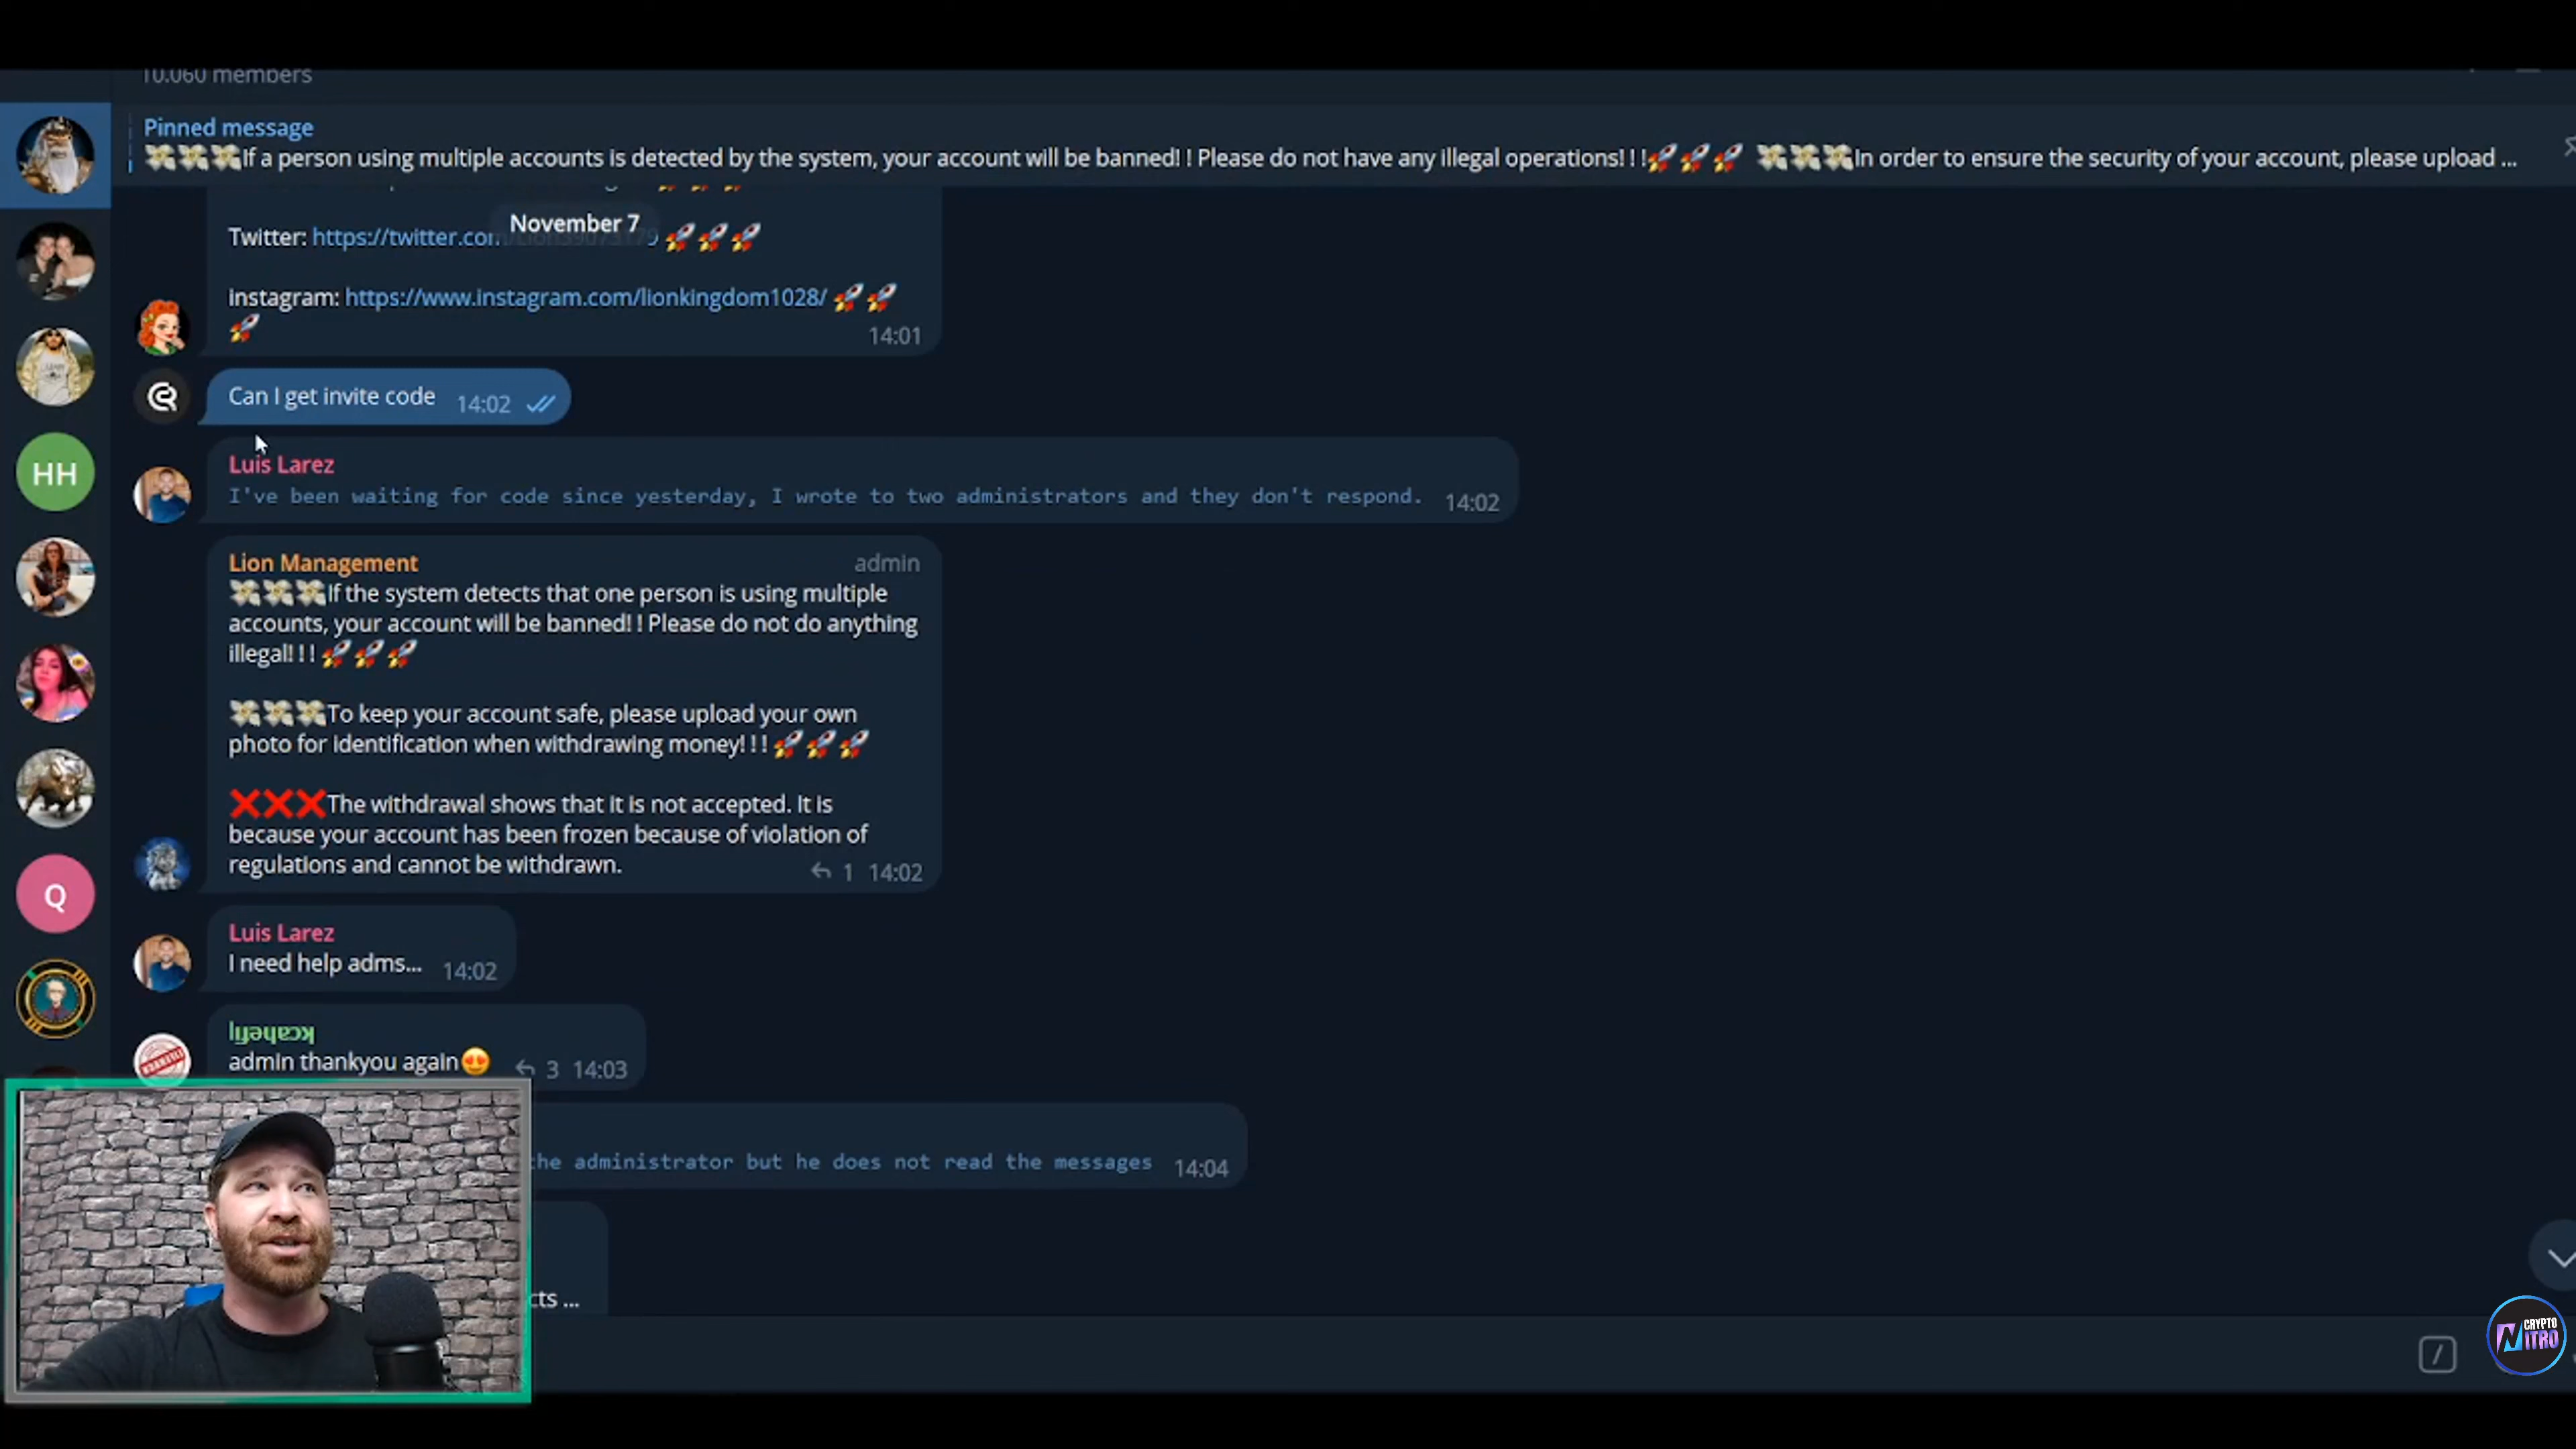 10.060 members
Pinned message
💸💸💸If a person using multiple accounts is detected by the system, your account will be banned! ! Please do not have any illegal operations! ! !🚀🚀🚀 💸💸💸In order to ensure the security of your account, please upload ...
November 7
Twitter: https://twitter.com/ 9🚀🚀🚀
instagram: https://www.instagram.com/lionkingdom1028/🚀🚀
🚀
14:01
Can I get invite code 14:02
Luis Larez
I've been waiting for code since yesterday, I wrote to two administrators and they don't respond. 14:02
Lion Management admin
💸💸💸If the system detects that one person is using multiple
accounts, your account will be banned! ! Please do not do anything
illegal! ! !🚀🚀🚀
💸💸💸To keep your account safe, please upload your own
photo for identification when withdrawing money! ! !🚀🚀🚀
❌❌❌The withdrawal shows that it is not accepted. It is
because your account has been frozen because of violation of
regulations and cannot be withdrawn. 1 14:02
Luis Larez
I need help adms... 14:02
admin thankyou again😍 3 14:03
the administrator but he does not read the messages 14:04
cts ...
HH
Q
CRYPTO
NITRO